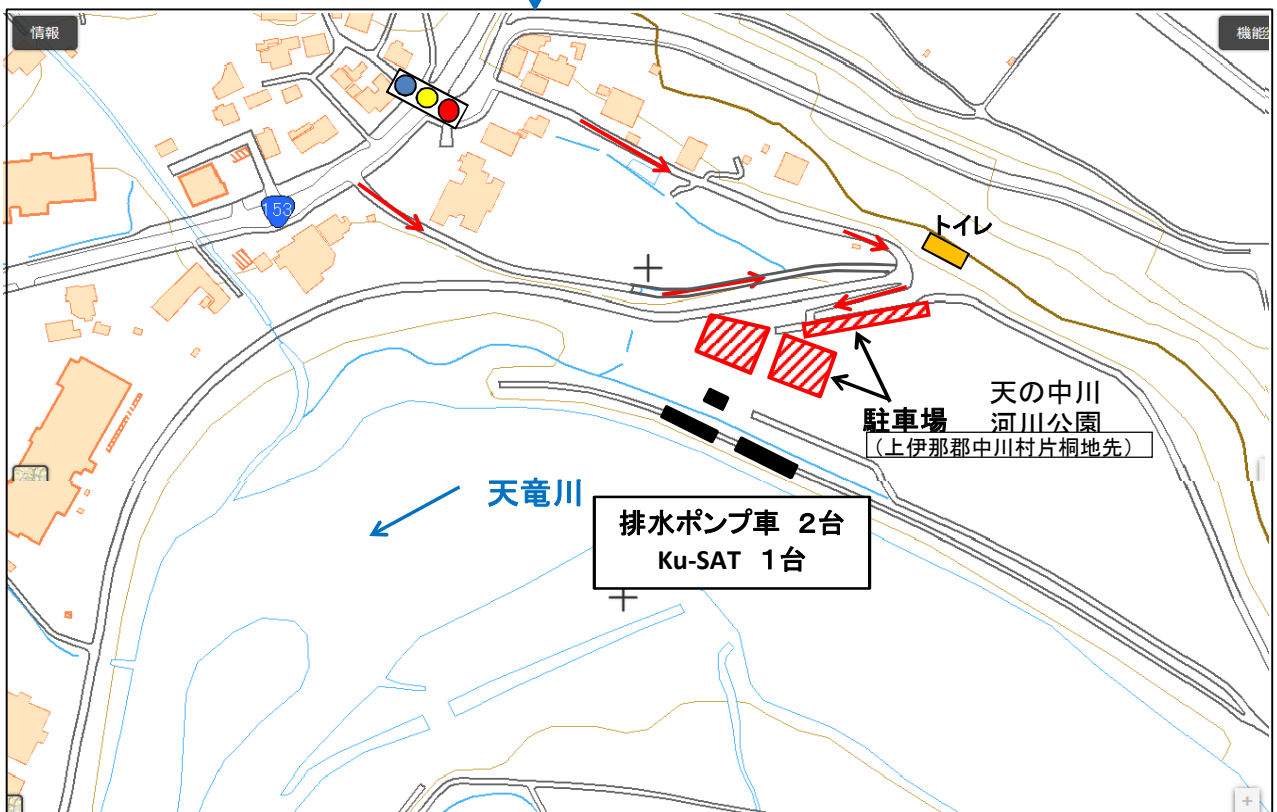 情報
機能
153
トイレ
天の中川
河川公園
駐車場
（上伊那郡中川村片桐地先）
天竜川
排水ポンプ車 2台
Ku-SAT 1台
+